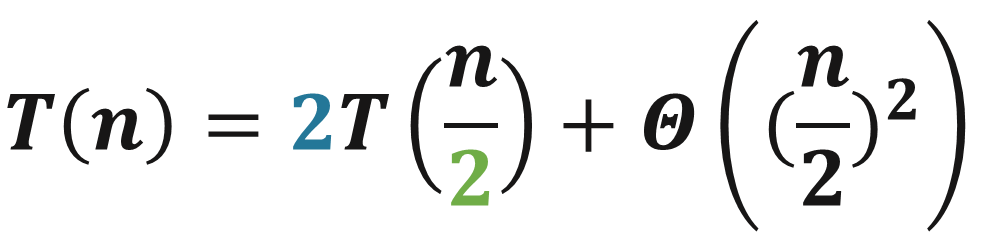 T(n) = 2T(n/2) + Θ((n/2)²)